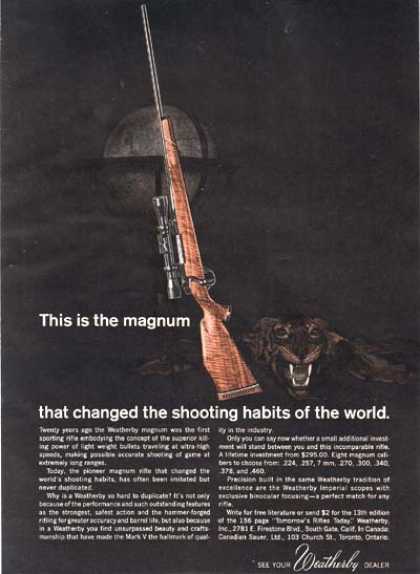 This is the magnum
that changed the shooting habits of the world.
Twenty years ago the Weatherby magnum was the first
sporting rifle embodying the concept of the superior kill-
ing power of light weight bullets traveling at ultra-high
speeds, making possible accurate shooting of game at
extremely long ranges.
Today, the pioneer magnum rifle that changed the
world's shooting habits, has often been imitated but
never duplicated.
Why is a Weatherby so hard to duplicate? It's not only
because of the performance and such outstanding features
as the strongest, safest action and the hammer-forged
rifling for greater accuracy and barrel life, but also because
in a Weatherby you find unsurpassed beauty and crafts-
manship that have made the Mark V the hallmark of qual-
ity in the industry.
Only you can say now whether a small additional invest-
ment will stand between you and this incomparable rifle.
A lifetime investment from $295.00. Eight magnum cali-
bers to choose from: .224, .257, 7 mm, .270, .300, .340,
.378, and .460.
Precision built in the same Weatherby tradition of
excellence are the Weatherby Imperial scopes with
exclusive binocular focusing—a perfect match for any
rifle.
Write for free literature or send $2 for the 13th edition
of the 156 page "Tomorrow's Rifles Today." Weatherby,
Inc., 2781 E. Firestone Blvd., South Gate, Calif. In Canada:
Canadian Sauer, Ltd., 103 Church St., Toronto, Ontario.
SEE YOUR Weatherby DEALER